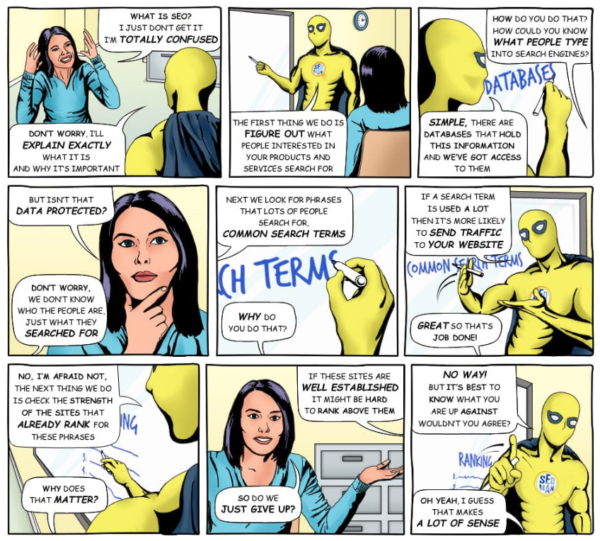 WHAT IS SEO?
I JUST DON'T GET IT
I'M TOTALLY CONFUSED
DON'T WORRY, I'LL
EXPLAIN EXACTLY
WHAT IT IS
AND WHY IT'S IMPORTANT
SEO
MAN
THE FIRST THING WE DO IS
FIGURE OUT WHAT
PEOPLE INTERESTED IN
YOUR PRODUCTS AND
SERVICES SEARCH FOR
HOW DO YOU DO THAT?
HOW COULD YOU KNOW
WHAT PEOPLE TYPE
INTO SEARCH ENGINES?
DATABASES
SIMPLE, THERE ARE
DATABASES THAT HOLD
THIS INFORMATION
AND WE'VE GOT ACCESS
TO THEM
BUT ISN'T THAT
DATA PROTECTED?
DON'T WORRY,
WE DON'T KNOW
WHO THE PEOPLE ARE,
JUST WHAT THEY
SEARCHED FOR
NEXT WE LOOK FOR PHRASES
THAT LOTS OF PEOPLE
SEARCH FOR,
COMMON SEARCH TERMS
CH TERMS
WHY DO
YOU DO THAT?
IF A SEARCH TERM
IS USED A LOT
THEN IT'S MORE LIKELY
TO SEND TRAFFIC
TO YOUR WEBSITE
COMMON SEARCH TERMS
GREAT SO THAT'S
JOB DONE!
NO, I'M AFRAID NOT,
THE NEXT THING WE DO
IS CHECK THE STRENGTH
OF THE SITES THAT
ALREADY RANK FOR
THESE PHRASES
NG
WHY DOES
THAT MATTER?
IF THESE SITES ARE
WELL ESTABLISHED
IT MIGHT BE HARD
TO RANK ABOVE THEM
SO DO WE
JUST GIVE UP?
NO WAY!
BUT IT'S BEST TO
KNOW WHAT YOU
ARE UP AGAINST
WOULDN'T YOU AGREE?
RANKING
SEO
MAN
OH YEAH, I GUESS
THAT MAKES
A LOT OF SENSE